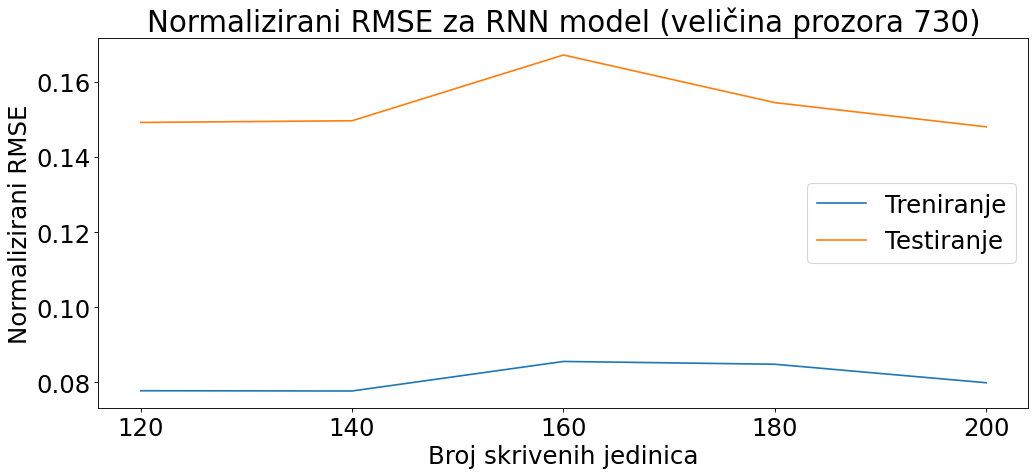 Normalizirani RMSE za RNN model (veličina prozora 730)
Normalizirani RMSE
0.16
0.14
0.12
0.10
0.08
Treniranje
Testiranje
120 140 160 180 200
Broj skrivenih jedinica